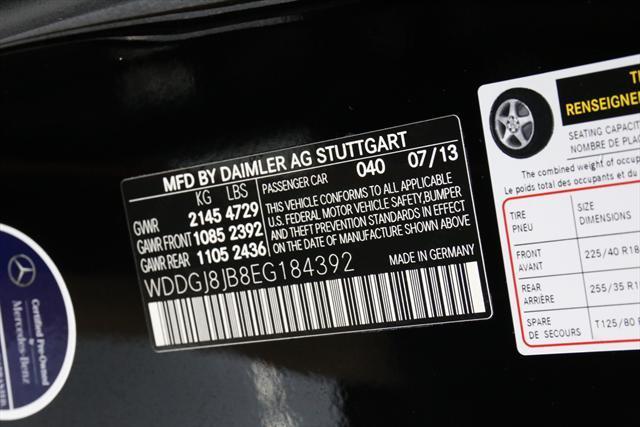 MFD BY DAIMLER AG STUTTGART
KG LBS PASSENGER CAR 040 07/13
GVWR 2145 4729
GAWR FRONT 1085 2392
GAWR REAR 1105 2436
THIS VEHICLE CONFORMS TO ALL APPLICABLE
U.S. FEDERAL MOTOR VEHICLE SAFETY, BUMPER
AND THEFT PREVENTION STANDARDS IN EFFECT
ON THE DATE OF MANUFACTURE SHOWN ABOVE
WDDGJ8JB8EG184392 MADE IN GERMANY
RENSEIGNEMEN
SEATING CAPACIT
NOMBRE DE PLAC
The combined weight of occup
Le poids total des occupants et du
TIRE SIZE
PNEU DIMENSIONS
FRONT
AVANT 225/40 R18
REAR
ARRIÈRE 255/35 R1
SPARE
DE SECOURS T125/80
Certified Pre-Owned
Mercedes-Benz